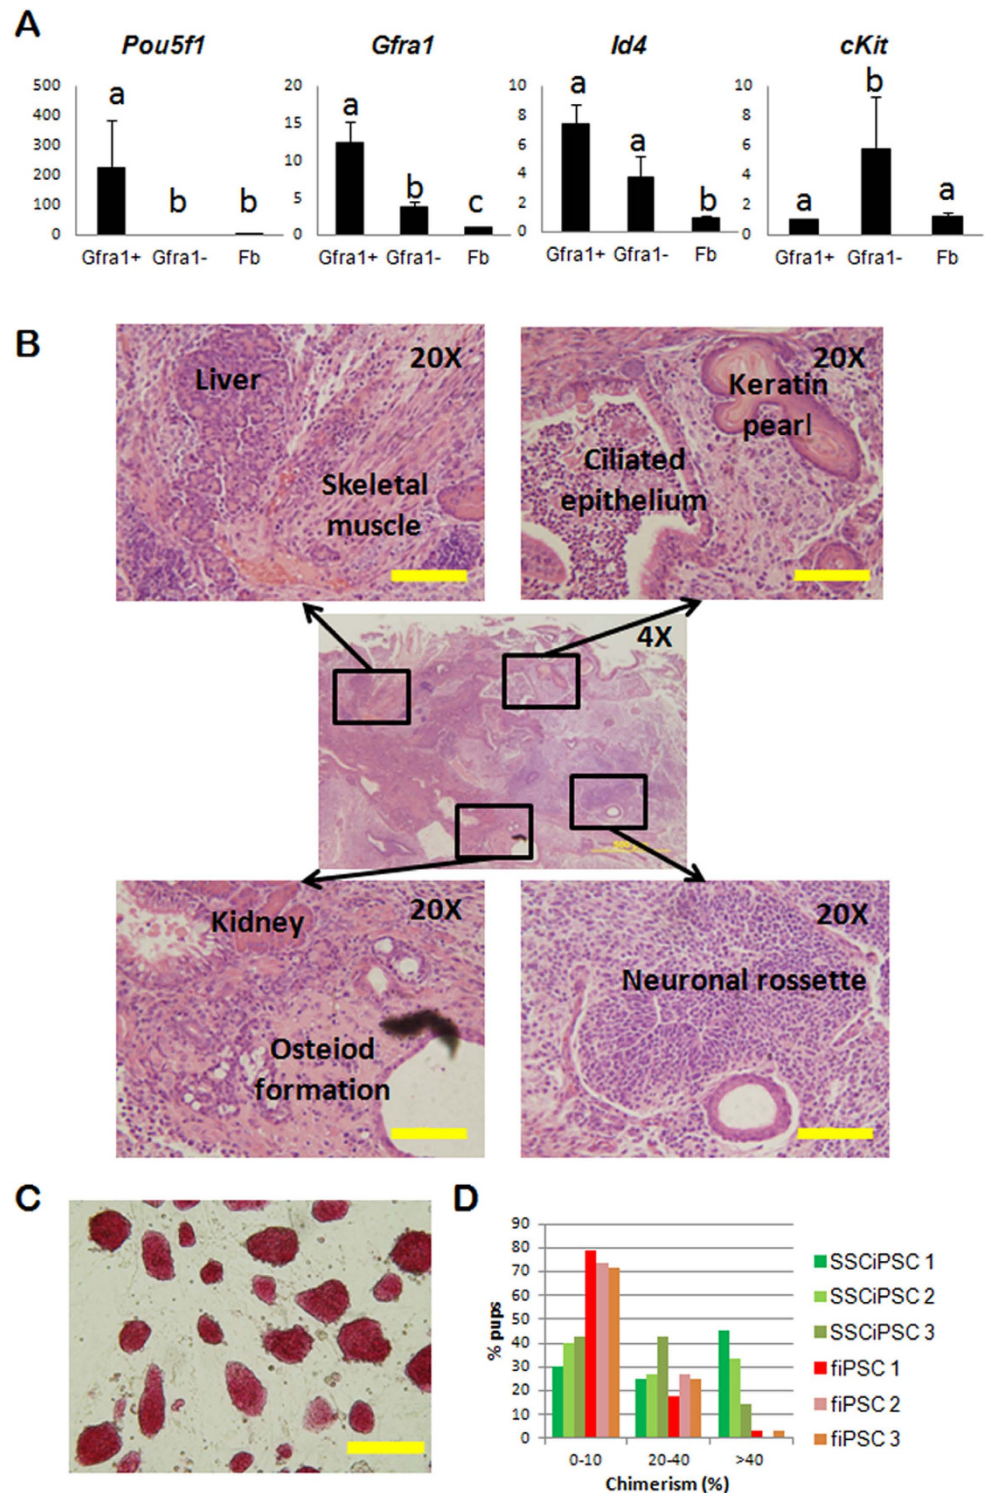 A
Pou5f1 Gfra1 Id4 cKit
500 20 10 10
400 15 8 8
300 10 6 6
200 5 4 4
100 0 2 2
0 0 0
a b b
a b c
a a b
a b a
Gfra1+ Gfra1- Fb
Gfra1+ Gfra1- Fb
Gfra1+ Gfra1- Fb
Gfra1+ Gfra1- Fb
B
20X
Liver
Skeletal
muscle
20X
Keratin
pearl
Ciliated
epithelium
4X
Kidney
20X
Osteiod
formation
20X
Neuronal rossette
C
D
90
80
70
60
50
40
30
20
10
0
% pups
0-10 20-40 >40
Chimerism (%)
SSCiPSC 1
SSCiPSC 2
SSCiPSC 3
fiPSC 1
fiPSC 2
fiPSC 3